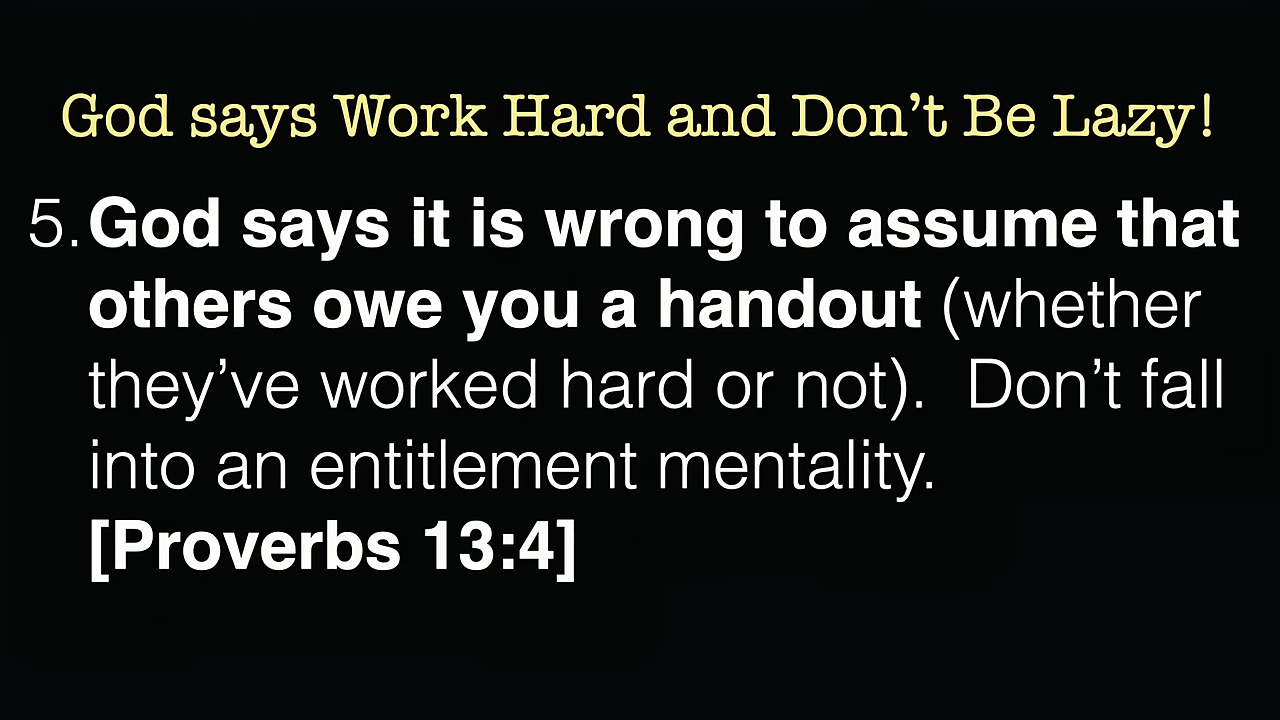 God says Work Hard and Don't Be Lazy!
5. God says it is wrong to assume that
others owe you a handout (whether
they've worked hard or not).  Don't fall
into an entitlement mentality.
[Proverbs 13:4]